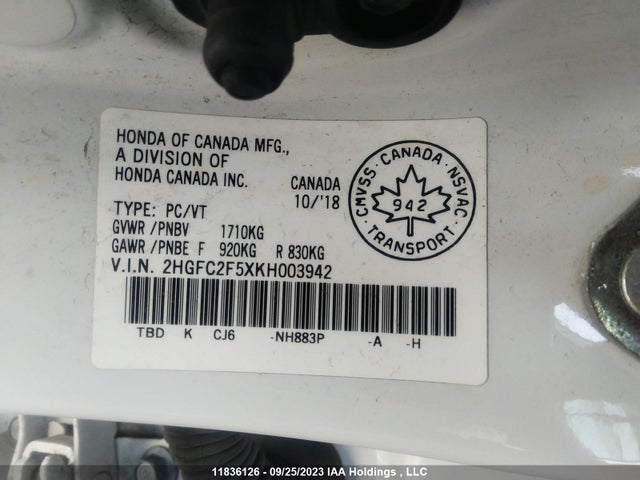 HONDA OF CANADA MFG.,
A DIVISION OF
HONDA CANADA INC.
CANADA
10/'18
TYPE: PC/VT
GVWR /PNBV 1710KG
GAWR /PNBE F 920KG R 830KG
V.I.N. 2HGFC2F5XKH003942
TBD K CJ6 -NH883P -A -H
CMVSS · CANADA · NSVAC
942
TRANSPORT
11836126 - 09/25/2023 IAA Holdings , LLC